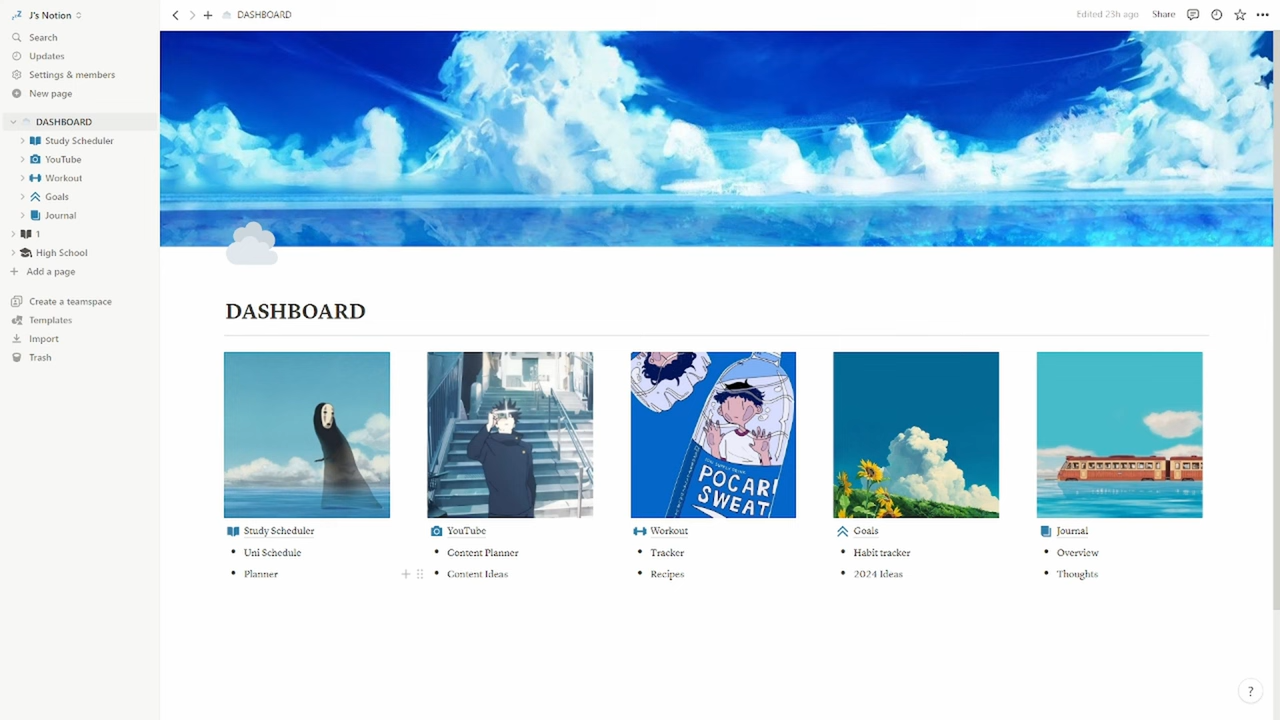 J's Notion
DASHBOARD
Edited 23h ago
Share
Search
Updates
Settings & members
New page
DASHBOARD
Study Scheduler
YouTube
Workout
Goals
Journal
1
High School
Add a page
Create a teamspace
Templates
Import
Trash
DASHBOARD
POCARI
SWEAT
Study Scheduler
Uni Schedule
Planner
YouTube
Content Planner
Content Ideas
Workout
Tracker
Recipes
Goals
Habit tracker
2024 Ideas
Journal
Overview
Thoughts
?